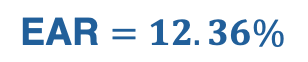 EAR = 12.36%